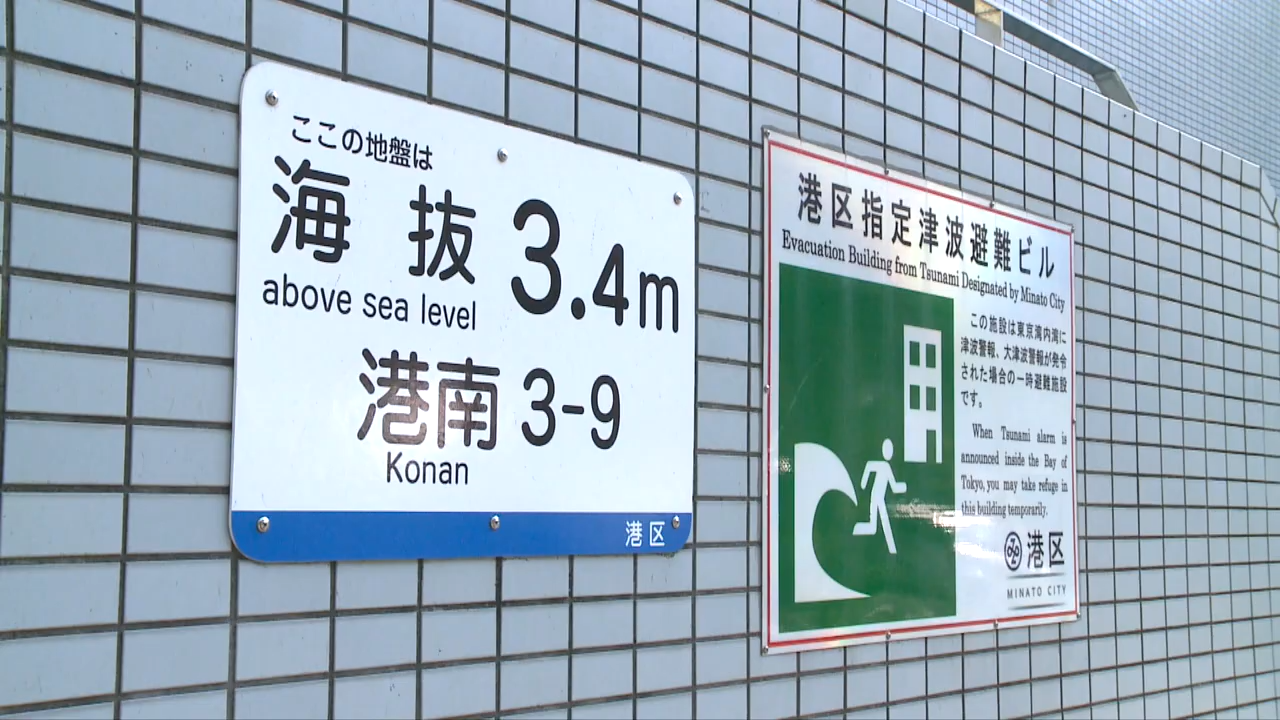 ここの地盤は
海抜 3.4m
above sea level
港南 3-9
Konan
港区
港区指定津波避難ビル
Evacuation Building from Tsunami Designated by Minato City
この施設は東京湾内湾に
津波警報、大津波警報が発令
された場合の一時避難施設
です。
When Tsunami alarm is
announced inside the Bay of
Tokyo, you may take refuge in
this building temporarily.
港区
MINATO CITY